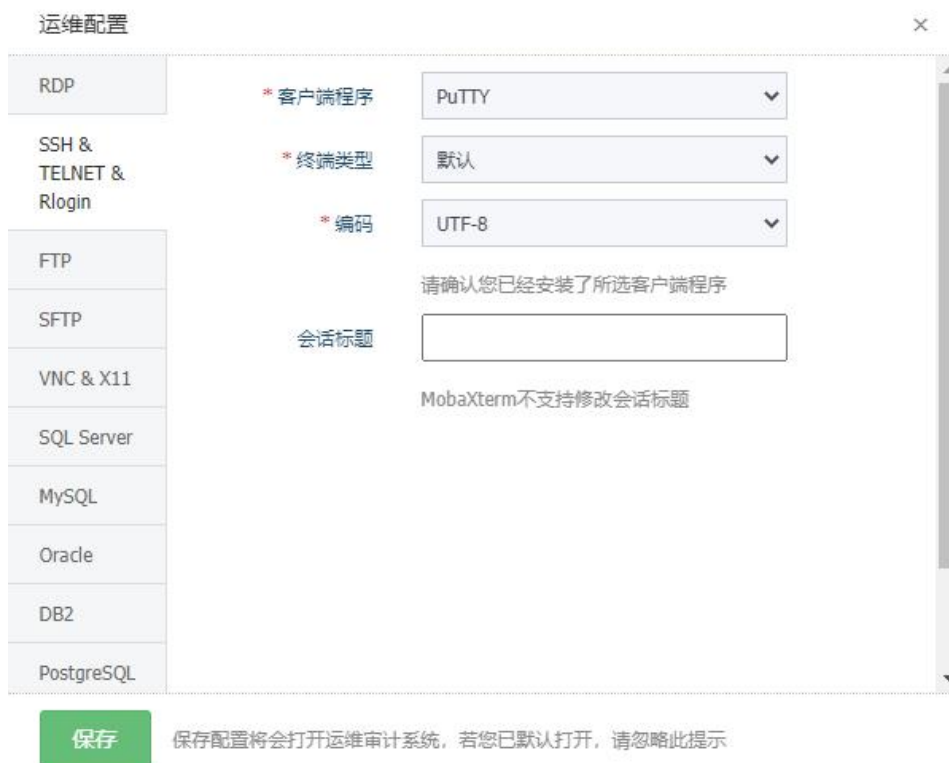 运维配置
×
RDP
SSH &
TELNET &
Rlogin
FTP
SFTP
VNC & X11
SQL Server
MySQL
Oracle
DB2
PostgreSQL
* 客户端程序 PuTTY
* 终端类型 默认
* 编码 UTF-8
请确认您已经安装了所选客户端程序
会话标题
MobaXterm不支持修改会话标题
保存 保存配置将会打开运维审计系统，若您已默认打开，请忽略此提示